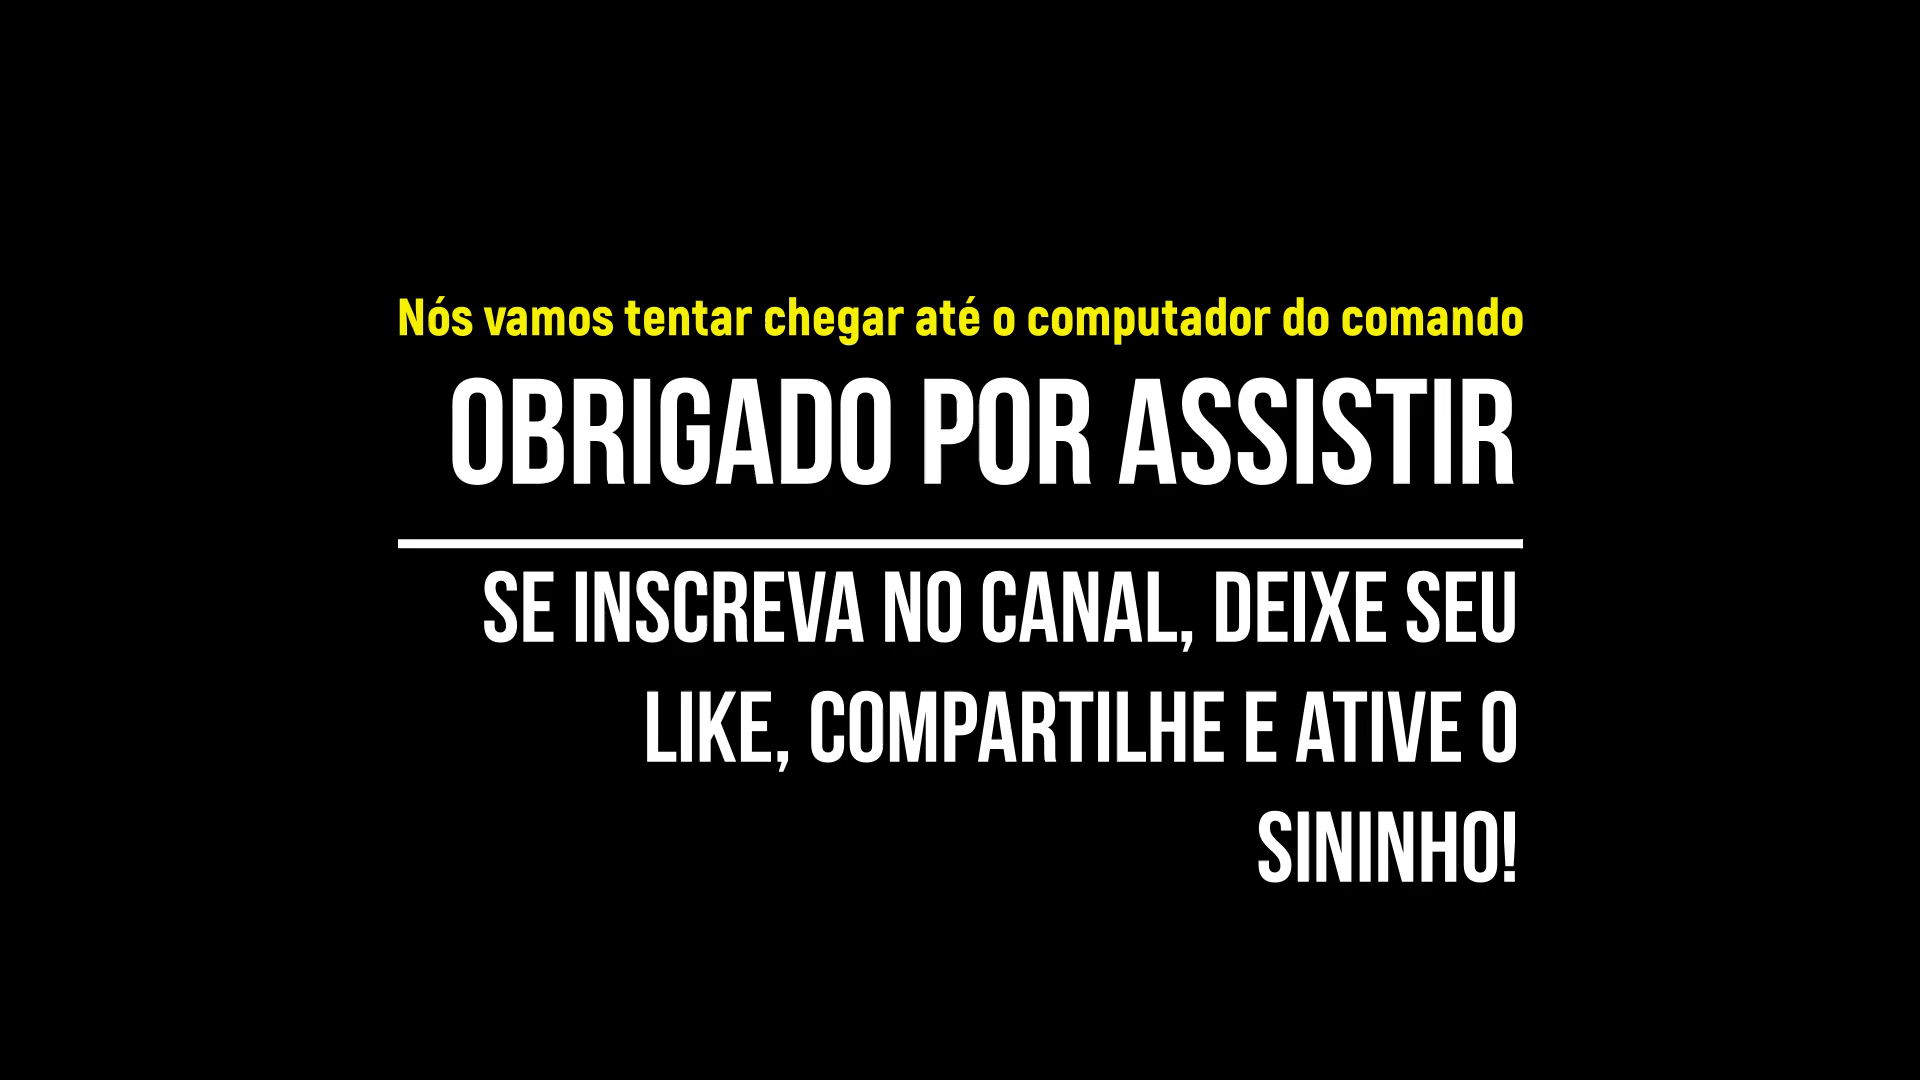 Nós vamos tentar chegar até o computador do comando
OBRIGADO POR ASSISTIR
SE INSCREVA NO CANAL, DEIXE SEU
LIKE, COMPARTILHE E ATIVE O
SININHO!